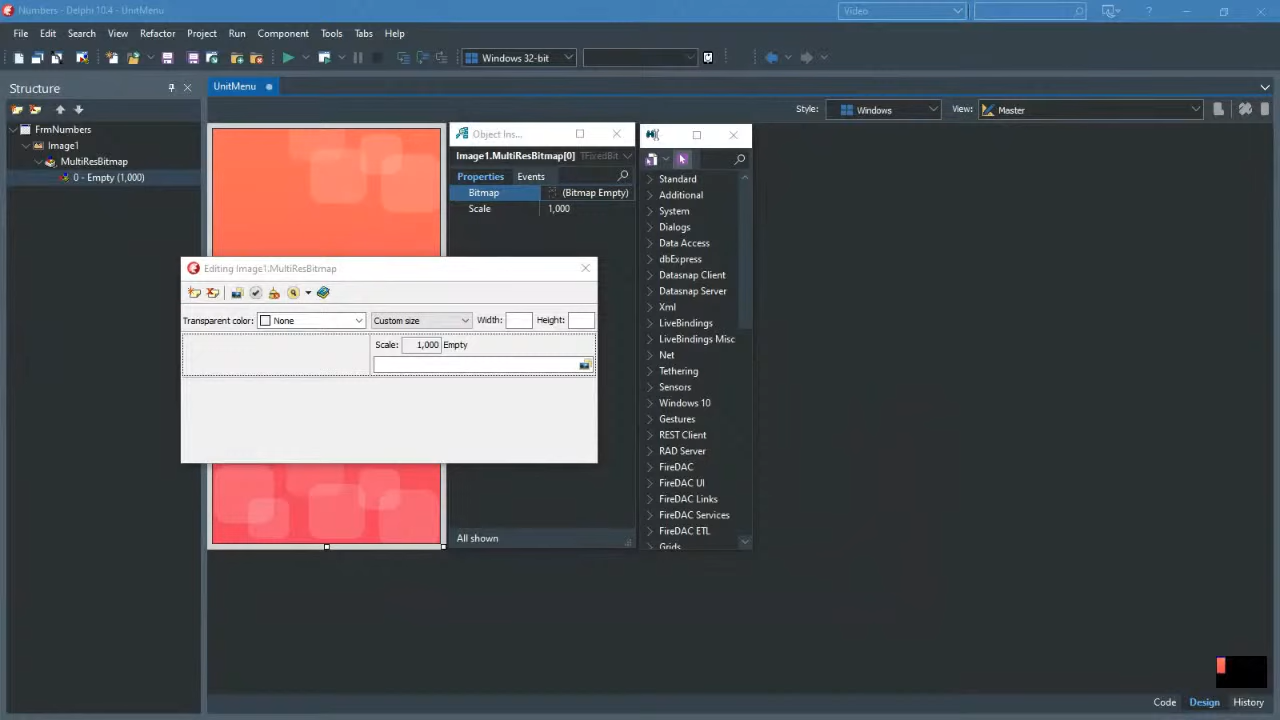 Numbers - Delphi 10.4 - UnitMenu
Video
File Edit Search View Refactor Project Run Component Tools Tabs Help
Windows 32-bit
Structure
UnitMenu
Style: Windows View: Master
FrmNumbers
Image1
MultiResBitmap
0 - Empty (1,000)
Object Ins...
Image1.MultiResBitmap[0] TFixedBit
Properties Events
Bitmap (Bitmap Empty)
Scale 1,000
All shown
Editing Image1.MultiResBitmap
Transparent color: None Custom size Width: Height:
Scale: 1,000 Empty
Standard
Additional
System
Dialogs
Data Access
dbExpress
Datasnap Client
Datasnap Server
Xml
LiveBindings
LiveBindings Misc
Net
Tethering
Sensors
Windows 10
Gestures
REST Client
RAD Server
FireDAC
FireDAC UI
FireDAC Links
FireDAC Services
FireDAC ETL
Grids
Code Design History